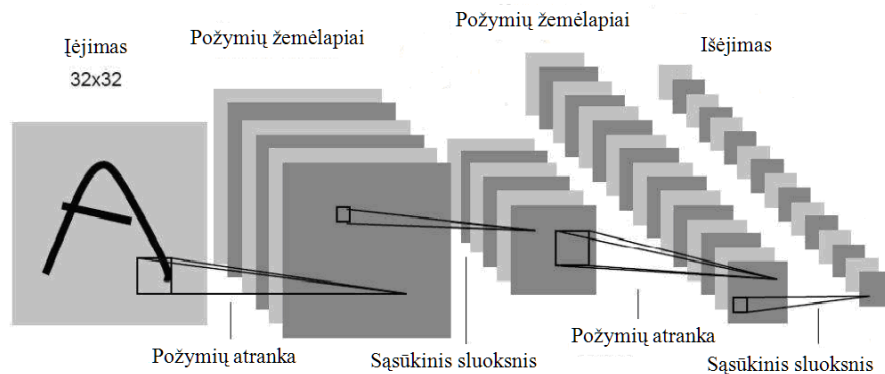 Įėjimas
32x32
Požymių žemėlapiai
Požymių žemėlapiai
Išėjimas
Požymių atranka
Sąsūkinis sluoksnis
Požymių atranka
Sąsūkinis sluoksnis